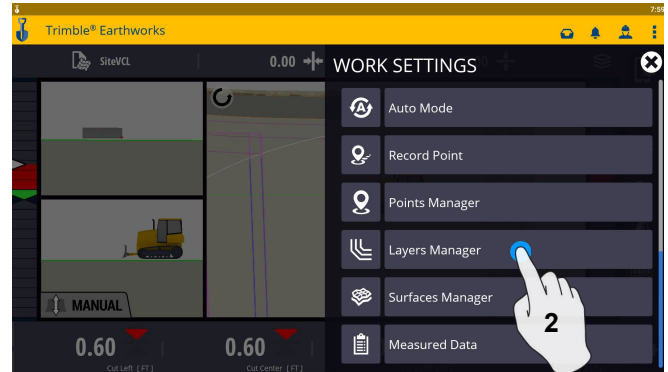 7:59
Trimble® Earthworks
SiteVCL
0.00
WORK SETTINGS
Auto Mode
Record Point
Points Manager
Layers Manager
2
Surfaces Manager
MANUAL
Measured Data
0.60
0.60
Cut Left [FT]
Cut Center [FT]